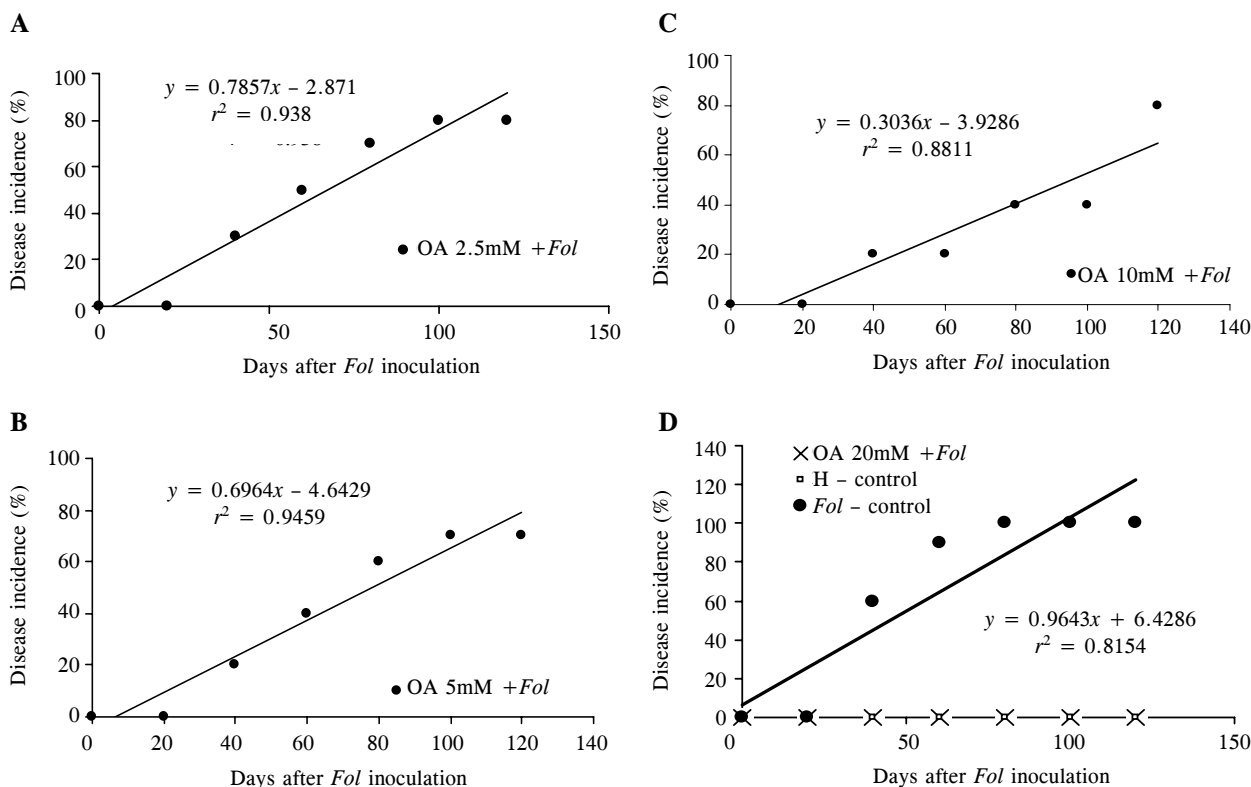 A
100
80
60
40
20
0
Disease incidence (%)
y = 0.7857x – 2.871
r² = 0.938
OA 2.5mM +Fol
0 50 100 150
Days after Fol inoculation
B
100
80
60
40
20
0
Disease incidence (%)
y = 0.6964x – 4.6429
r² = 0.9459
OA 5mM +Fol
0 20 40 60 80 100 120 140
Days after Fol inoculation
C
100
80
60
40
20
0
Disease incidence (%)
y = 0.3036x – 3.9286
r² = 0.8811
OA 10mM +Fol
0 20 40 60 80 100 120 140
Days after Fol inoculation
D
140
120
100
80
60
40
20
0
Disease incidence (%)
OA 20mM +Fol
H – control
Fol – control
y = 0.9643x + 6.4286
r² = 0.8154
0 50 100 150
Days after Fol inoculation